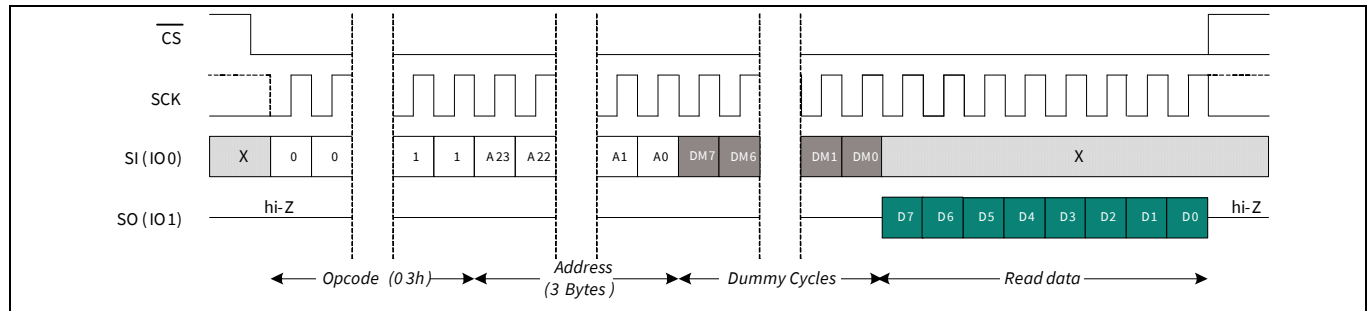 CS
SCK
SI (IO0) X 0 0 1 1 A23 A22 A1 A0 DM7 DM6 DM1 DM0 X
hi-Z hi-Z
SO (IO1) D7 D6 D5 D4 D3 D2 D1 D0
Opcode (03h) Address Dummy Cycles Read data
(3 Bytes)